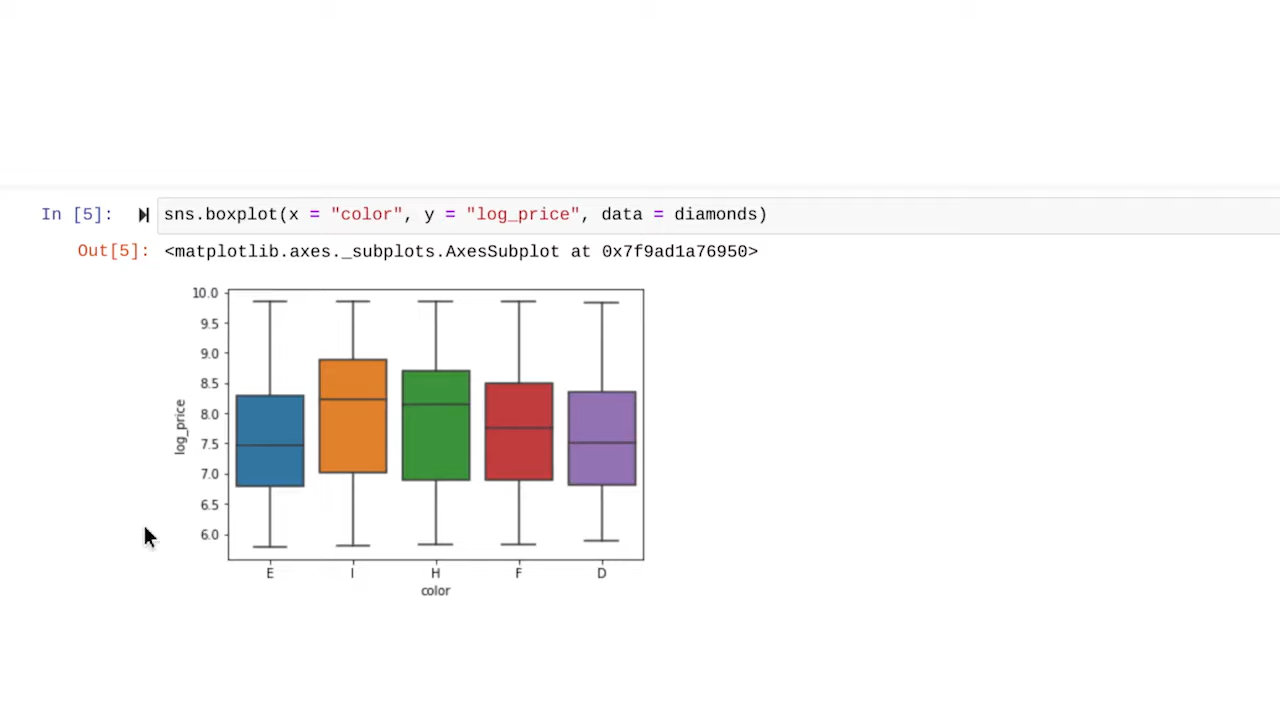 In [5]: sns.boxplot(x = "color", y = "log_price", data = diamonds)
Out[5]: <matplotlib.axes._subplots.AxesSubplot at 0x7f9ad1a76950>
10.0
9.5
9.0
8.5
8.0
7.5
7.0
6.5
6.0
log_price
E I H F D
color